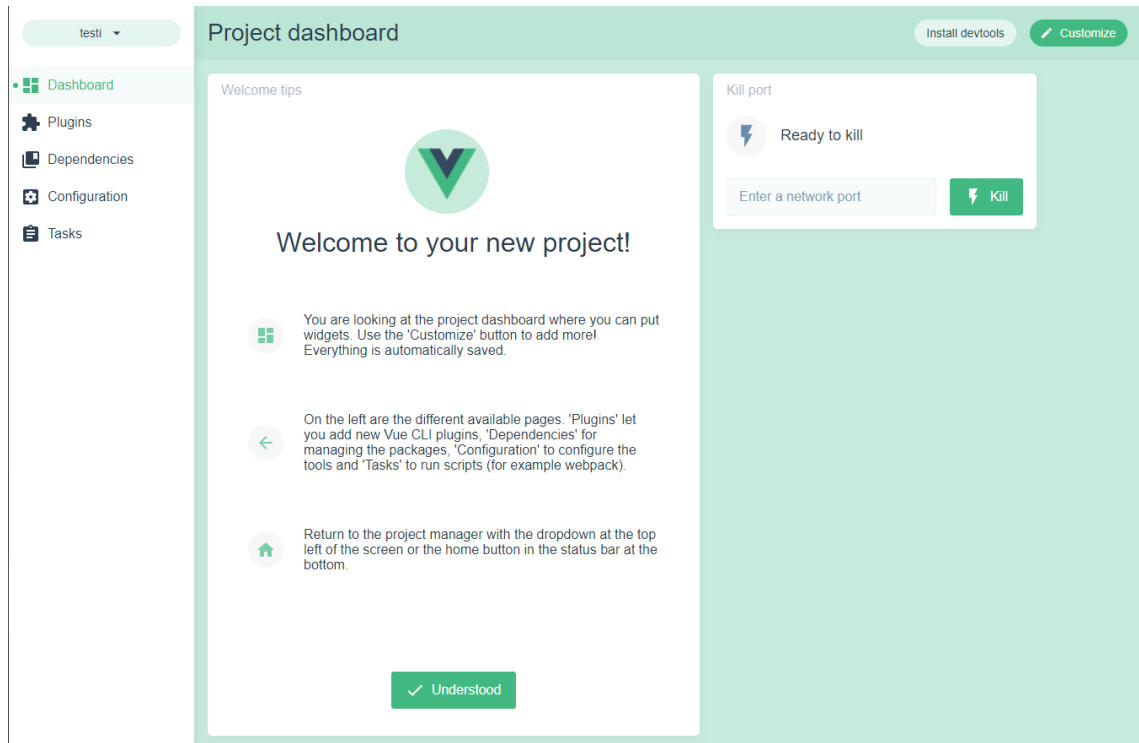 testi
Project dashboard
Install devtools
Customize
Dashboard
Plugins
Dependencies
Configuration
Tasks
Welcome tips
Welcome to your new project!
You are looking at the project dashboard where you can put
widgets. Use the 'Customize' button to add more!
Everything is automatically saved.
On the left are the different available pages. 'Plugins' let
you add new Vue CLI plugins, 'Dependencies' for
managing the packages, 'Configuration' to configure the
tools and 'Tasks' to run scripts (for example webpack).
Return to the project manager with the dropdown at the top
left of the screen or the home button in the status bar at the
bottom.
Understood
Kill port
Ready to kill
Enter a network port
Kill